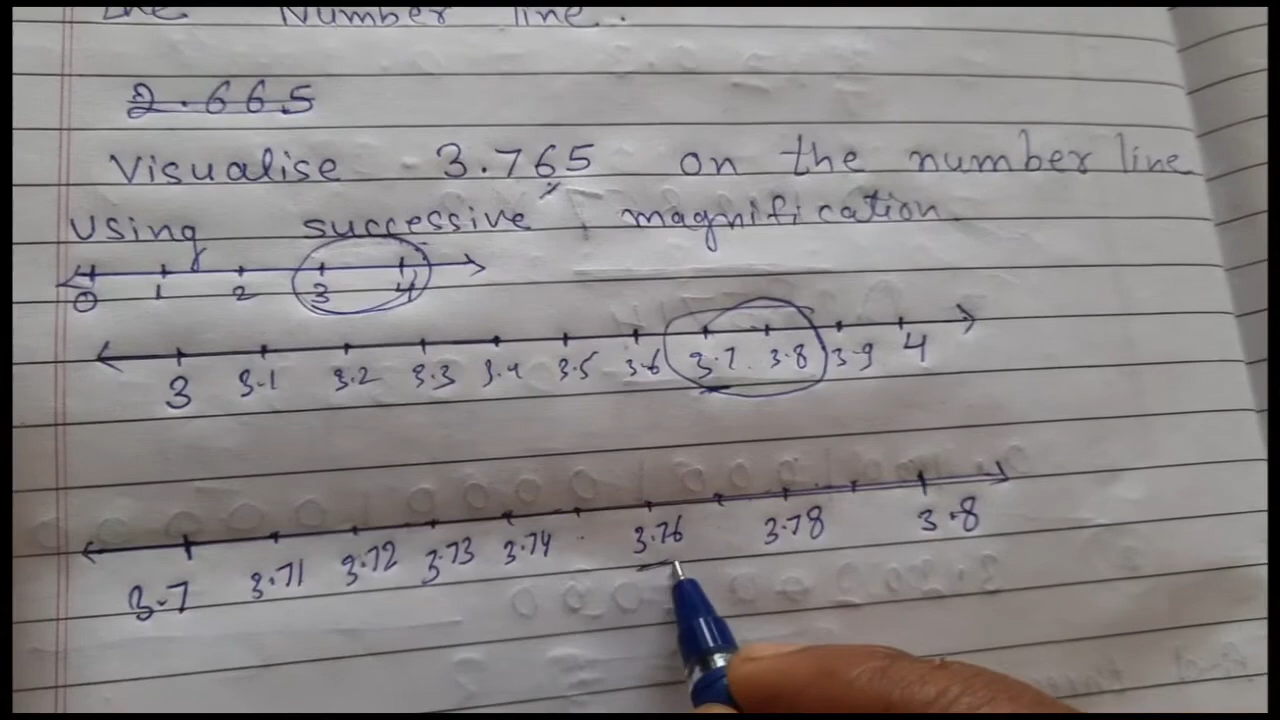 the Number line.
2.665
Visualise 3.765 on the number line
using successive magnification
0 1 2 3 4
3 3.1 3.2 3.3 3.4 3.5 3.6 3.7 3.8 3.9 4
3.7 3.71 3.72 3.73 3.74 3.76 3.78 3.8